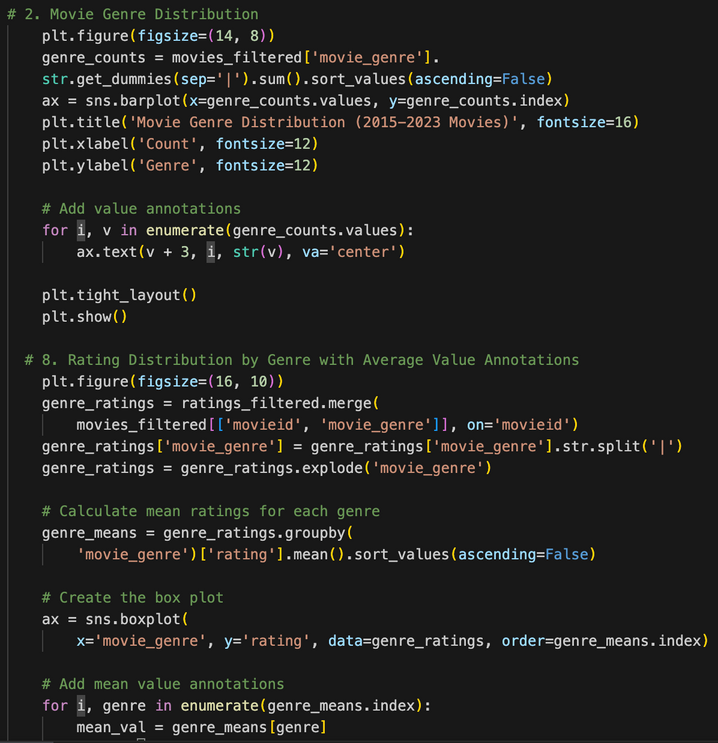 # 2. Movie Genre Distribution
plt.figure(figsize=(14, 8))
genre_counts = movies_filtered['movie_genre'].
str.get_dummies(sep='|').sum().sort_values(ascending=False)
ax = sns.barplot(x=genre_counts.values, y=genre_counts.index)
plt.title('Movie Genre Distribution (2015-2023 Movies)', fontsize=16)
plt.xlabel('Count', fontsize=12)
plt.ylabel('Genre', fontsize=12)
# Add value annotations
for i, v in enumerate(genre_counts.values):
ax.text(v + 3, i, str(v), va='center')
plt.tight_layout()
plt.show()
# 8. Rating Distribution by Genre with Average Value Annotations
plt.figure(figsize=(16, 10))
genre_ratings = ratings_filtered.merge(
movies_filtered[['movieid', 'movie_genre']], on='movieid')
genre_ratings['movie_genre'] = genre_ratings['movie_genre'].str.split('|')
genre_ratings = genre_ratings.explode('movie_genre')
# Calculate mean ratings for each genre
genre_means = genre_ratings.groupby(
'movie_genre')['rating'].mean().sort_values(ascending=False)
# Create the box plot
ax = sns.boxplot(
x='movie_genre', y='rating', data=genre_ratings, order=genre_means.index)
# Add mean value annotations
for i, genre in enumerate(genre_means.index):
mean_val = genre_means[genre]